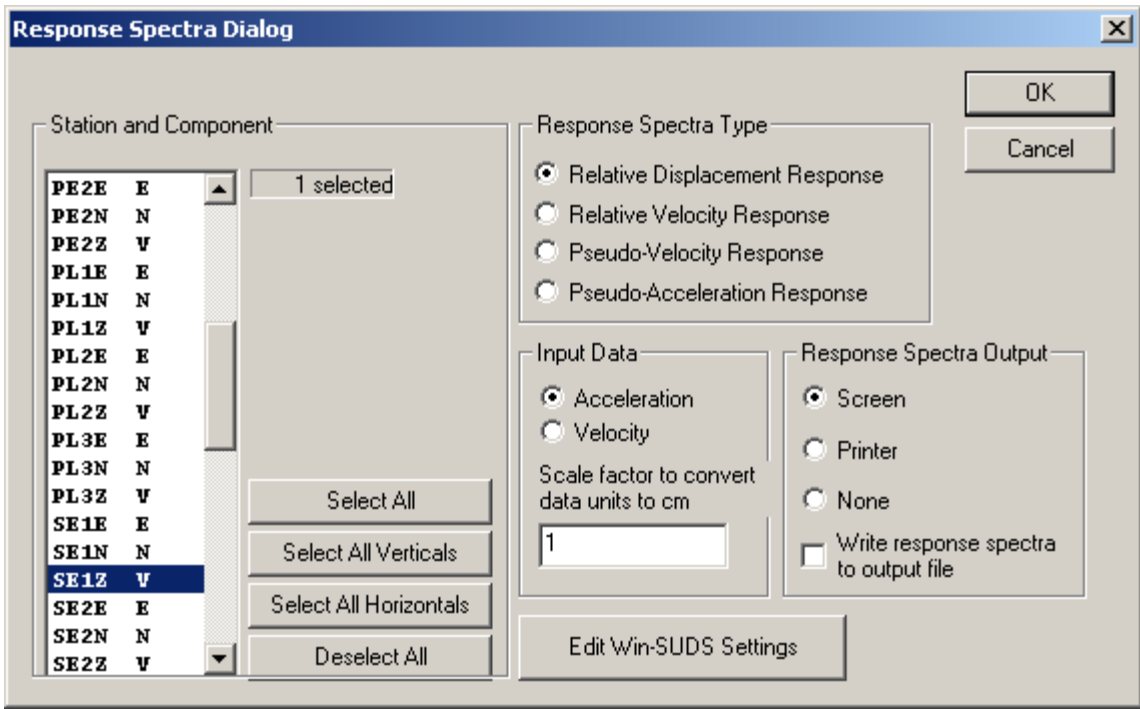 Response Spectra Dialog
OK
Cancel
Station and Component
1 selected
PE2E E
PE2N N
PE2Z V
PL1E E
PL1N N
PL1Z V
PL2E E
PL2N N
PL2Z V
PL3E E
PL3N N
PL3Z V
SE1E E
SE1N N
SE1Z V
SE2E E
SE2N N
SE2Z V
Select All
Select All Verticals
Select All Horizontals
Deselect All
Response Spectra Type
Relative Displacement Response
Relative Velocity Response
Pseudo-Velocity Response
Pseudo-Acceleration Response
Input Data
Acceleration
Velocity
Scale factor to convert
data units to cm
1
Response Spectra Output
Screen
Printer
None
Write response spectra
to output file
Edit Win-SUDS Settings